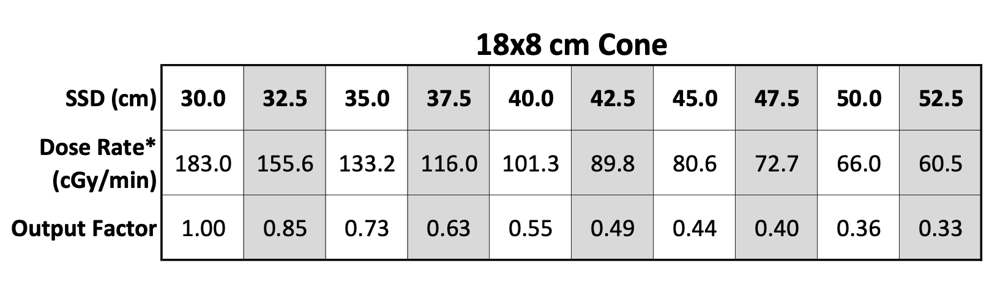 18x8 cm Cone
SSD (cm) 30.0 32.5 35.0 37.5 40.0 42.5 45.0 47.5 50.0 52.5
Dose Rate*
(cGy/min) 183.0 155.6 133.2 116.0 101.3 89.8 80.6 72.7 66.0 60.5
Output Factor 1.00 0.85 0.73 0.63 0.55 0.49 0.44 0.40 0.36 0.33